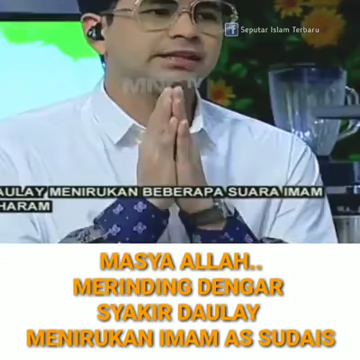 Seputar Islam Terbaru
MNCTV
AULAY MENIRUKAN BEBERAPA SUARA IMAM
HARAM
MASYA ALLAH..
MERINDING DENGAR
SYAKIR DAULAY
MENIRUKAN IMAM AS SUDAIS